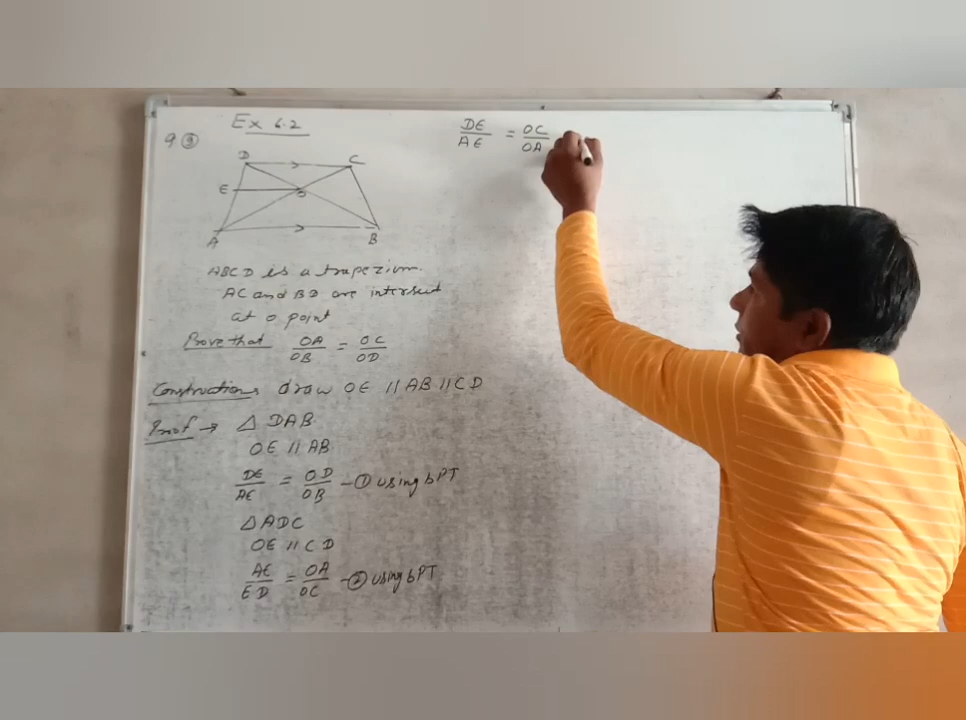 Ex 6.2
Q ⑨
D C
E O
A B
ABCD is a trapezium.
AC and BD are intersect
at o point
Prove that OA/OB = OC/OD
Constructions draw OE // AB // CD
Proof → △ DAB
OE // AB
DE/AE = OD/OB - ① using bPT
△ADC
OE // CD
AE/ED = OA/OC - ② using bPT
DE/AE = OC/OA